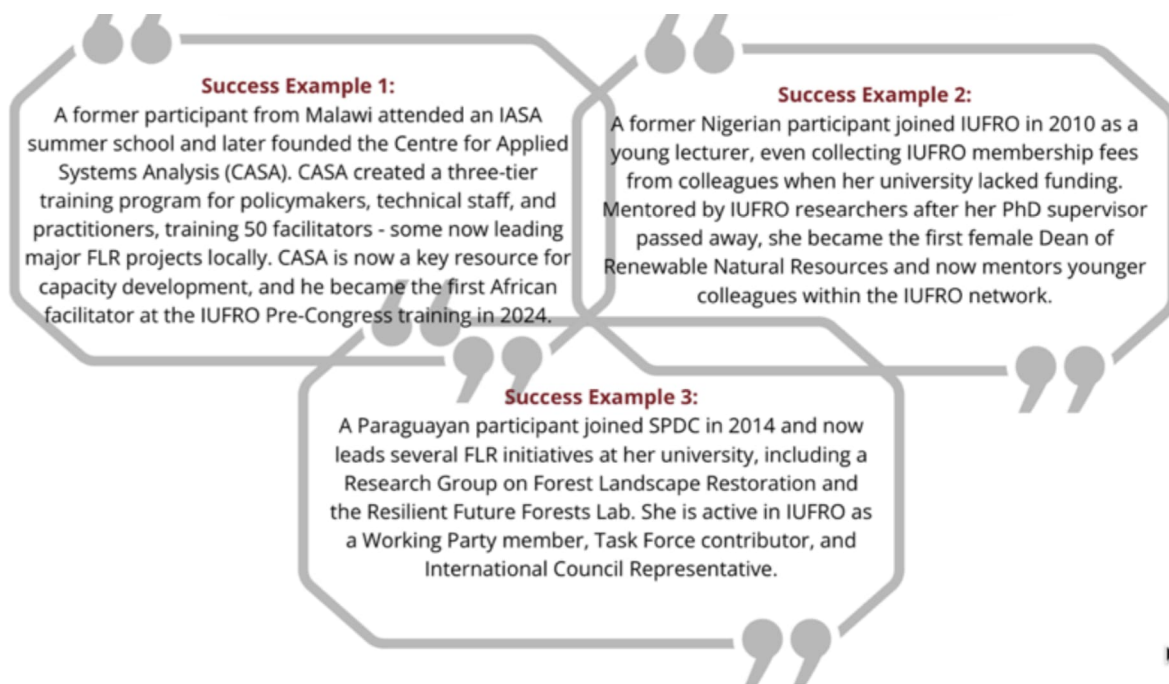 Success Example 1:
A former participant from Malawi attended an IASA
summer school and later founded the Centre for Applied
Systems Analysis (CASA). CASA created a three-tier
training program for policymakers, technical staff, and
practitioners, training 50 facilitators - some now leading
major FLR projects locally. CASA is now a key resource for
capacity development, and he became the first African
facilitator at the IUFRO Pre-Congress training in 2024.
Success Example 2:
A former Nigerian participant joined IUFRO in 2010 as a
young lecturer, even collecting IUFRO membership fees
from colleagues when her university lacked funding.
Mentored by IUFRO researchers after her PhD supervisor
passed away, she became the first female Dean of
Renewable Natural Resources and now mentors younger
colleagues within the IUFRO network.
Success Example 3:
A Paraguayan participant joined SPDC in 2014 and now
leads several FLR initiatives at her university, including a
Research Group on Forest Landscape Restoration and
the Resilient Future Forests Lab. She is active in IUFRO as
a Working Party member, Task Force contributor, and
International Council Representative.